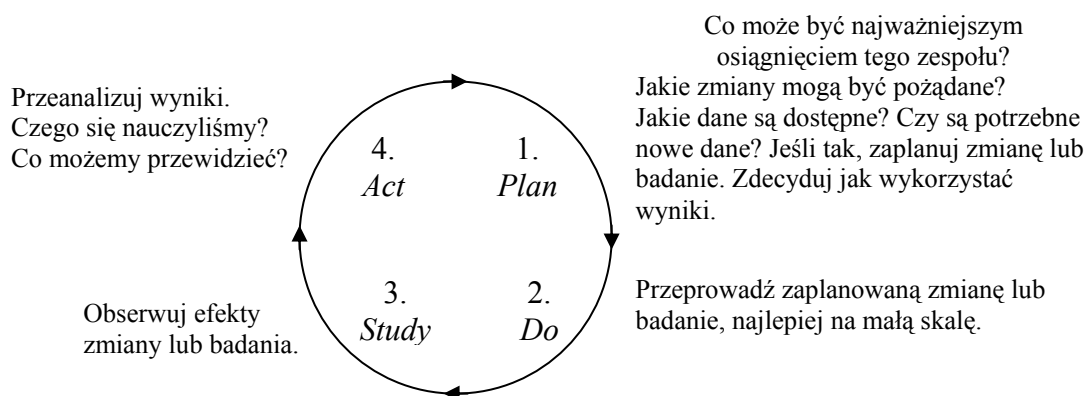 Co może być najważniejszym
osiągnięciem tego zespołu?
Jakie zmiany mogą być pożądane?
Jakie dane są dostępne? Czy są potrzebne
nowe dane? Jeśli tak, zaplanuj zmianę lub
badanie. Zdecyduj jak wykorzystać
wyniki.
Przeanalizuj wyniki.
Czego się nauczyliśmy?
Co możemy przewidzieć?
4.
Act
1.
Plan
3.
Study
2.
Do
Przeprowadź zaplanowaną zmianę lub
badanie, najlepiej na małą skalę.
Obserwuj efekty
zmiany lub badania.